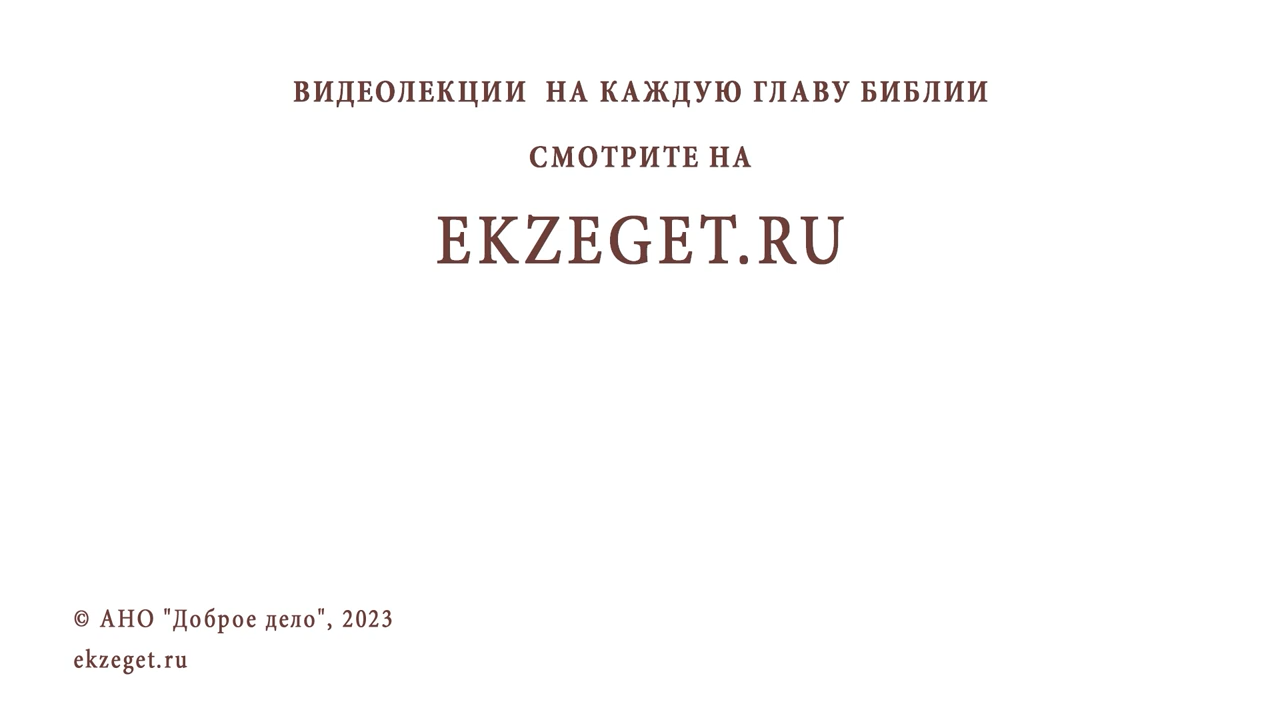 ВИДЕОЛЕКЦИИ НА КАЖДУЮ ГЛАВУ БИБЛИИ
СМОТРИТЕ НА
EKZEGET.RU
© АНО "Доброе дело", 2023
ekzeget.ru